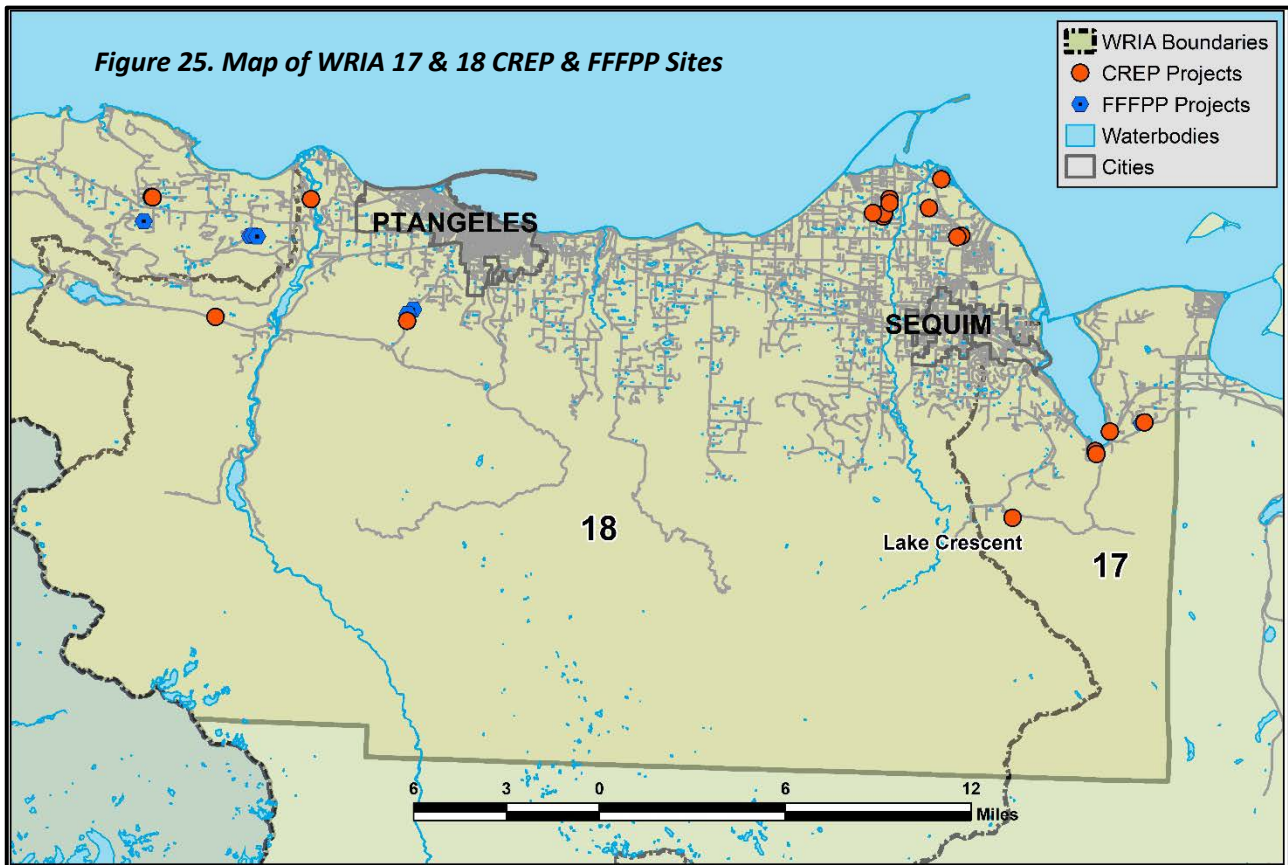 Figure 25. Map of WRIA 17 & 18 CREP & FFFPP Sites
WRIA Boundaries
CREP Projects
FFFPP Projects
Waterbodies
Cities
PTANGELES
SEQUIM
18
Lake Crescent
17
6 3 0 6 12
Miles